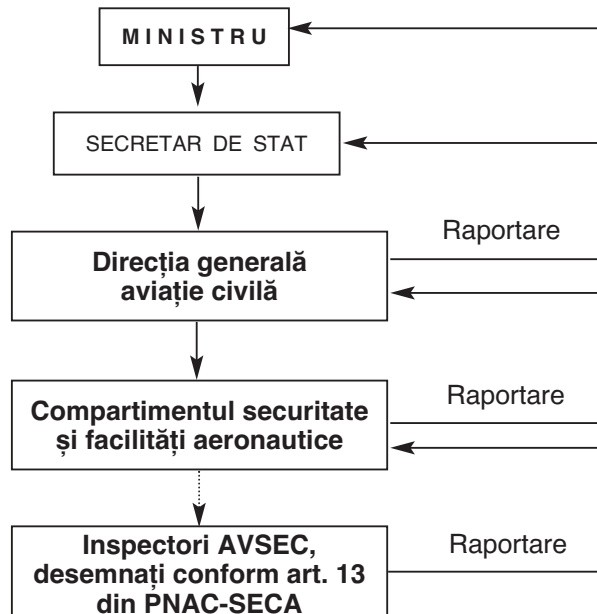 MINISTRU
SECRETAR DE STAT
Raportare
Direcția generală
aviație civilă
Raportare
Compartimentul securitate
și facilități aeronautice
Raportare
Inspectori AVSEC,
desemnați conform art. 13
din PNAC-SECA